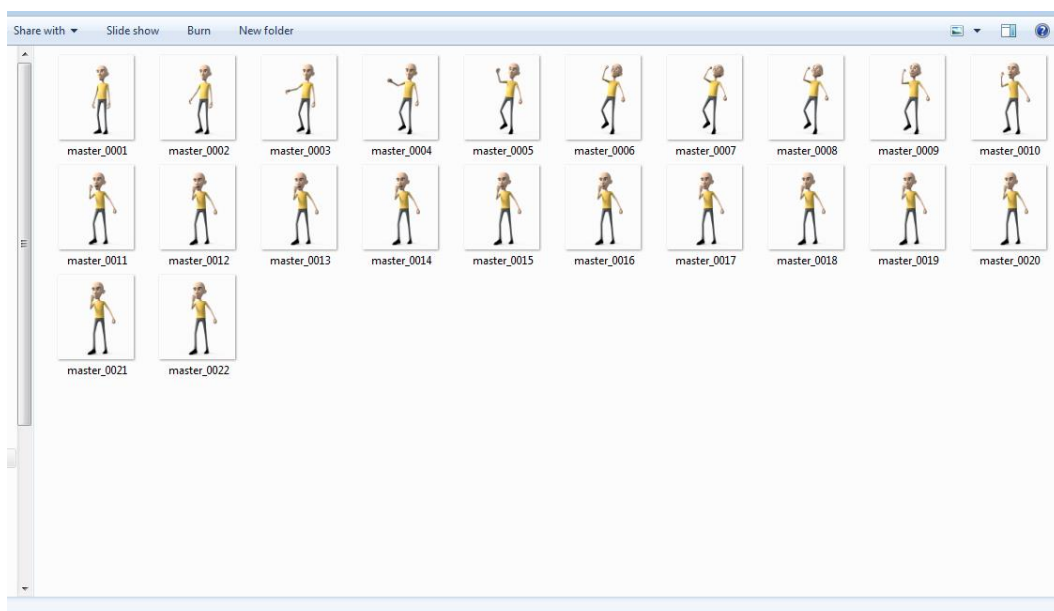 Share with Slide show Burn New folder
master_0001 master_0002 master_0003 master_0004 master_0005 master_0006 master_0007 master_0008 master_0009 master_0010
master_0011 master_0012 master_0013 master_0014 master_0015 master_0016 master_0017 master_0018 master_0019 master_0020
master_0021 master_0022